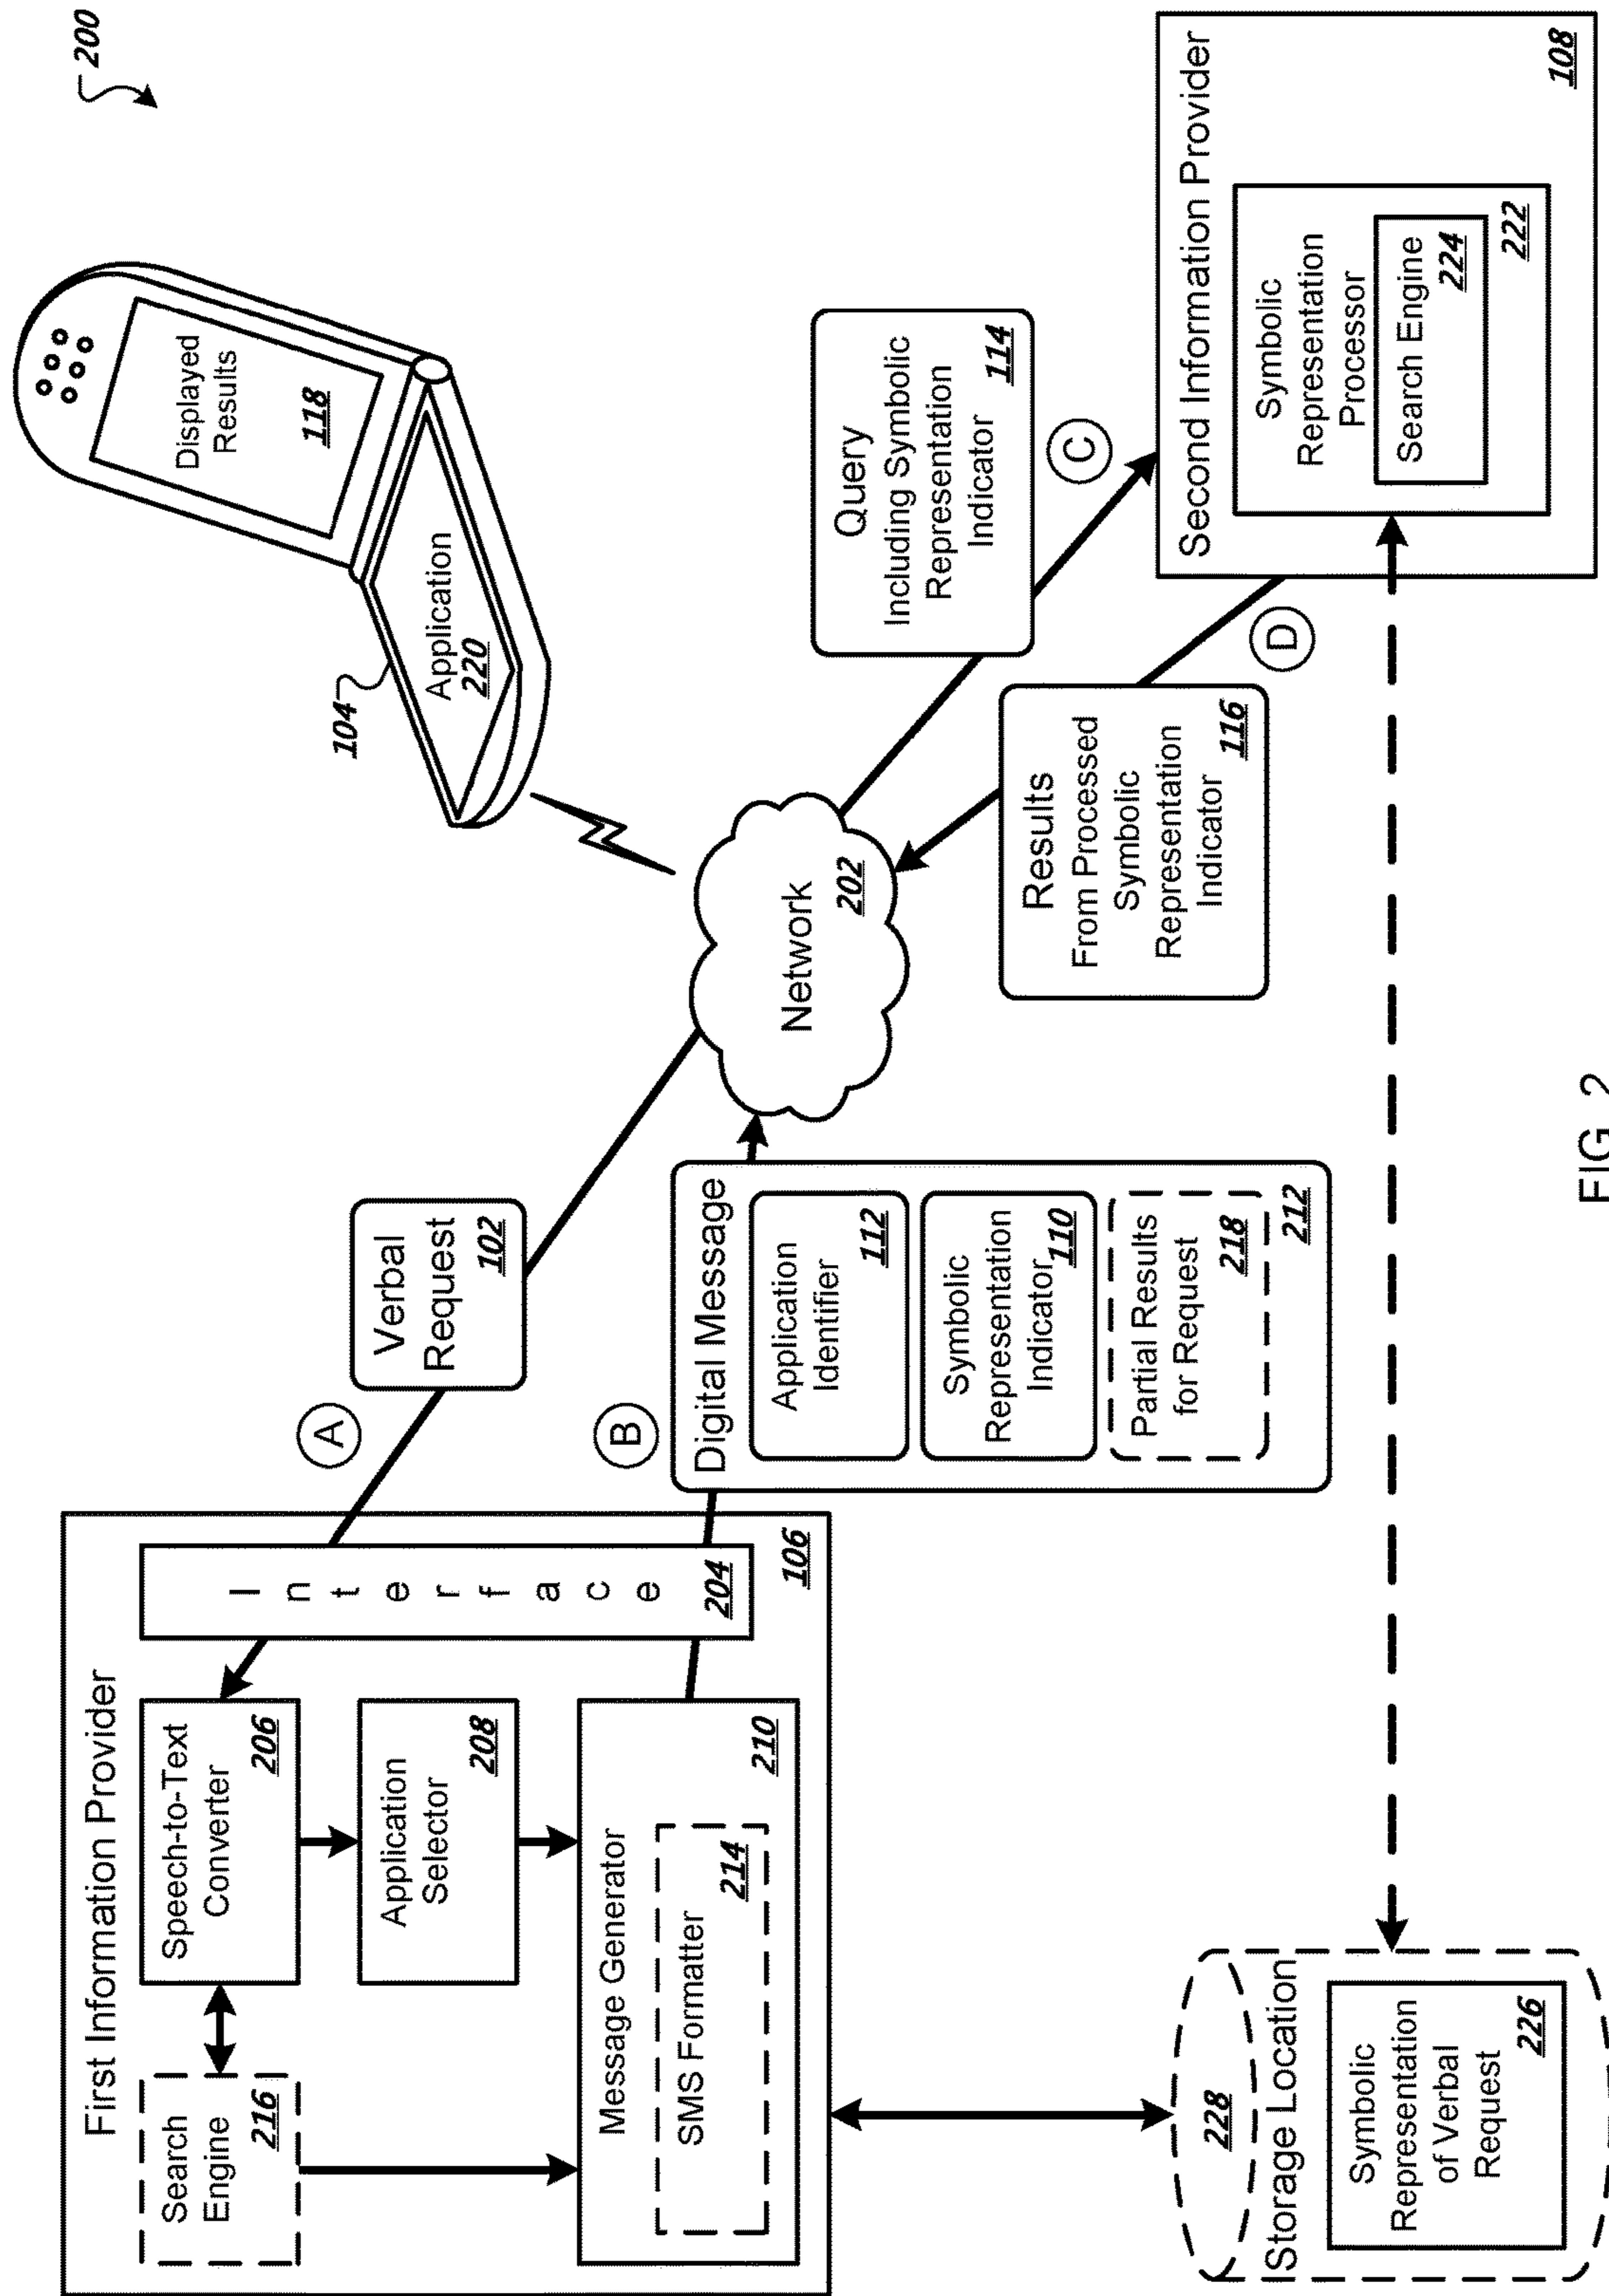 200
First Information Provider
Search
Engine
216
Speech-to-Text
Converter
206
Application
Selector
208
Message Generator
SMS Formatter
214
210
Interface
204
106
A
Verbal
Request
102
B
Digital Message
Application
Identifier
112
Symbolic
Representation
Indicator
110
Partial Results
for Request
218
212
Network
202
104
Application
220
Displayed
Results
118
Query
Including Symbolic
Representation
Indicator
114
C
Results
From Processed
Symbolic
Representation
Indicator
116
D
Second Information Provider
Symbolic
Representation
Processor
Search Engine
224
222
108
228
Storage Location
Symbolic
Representation
of Verbal
Request
226
FIG. 2